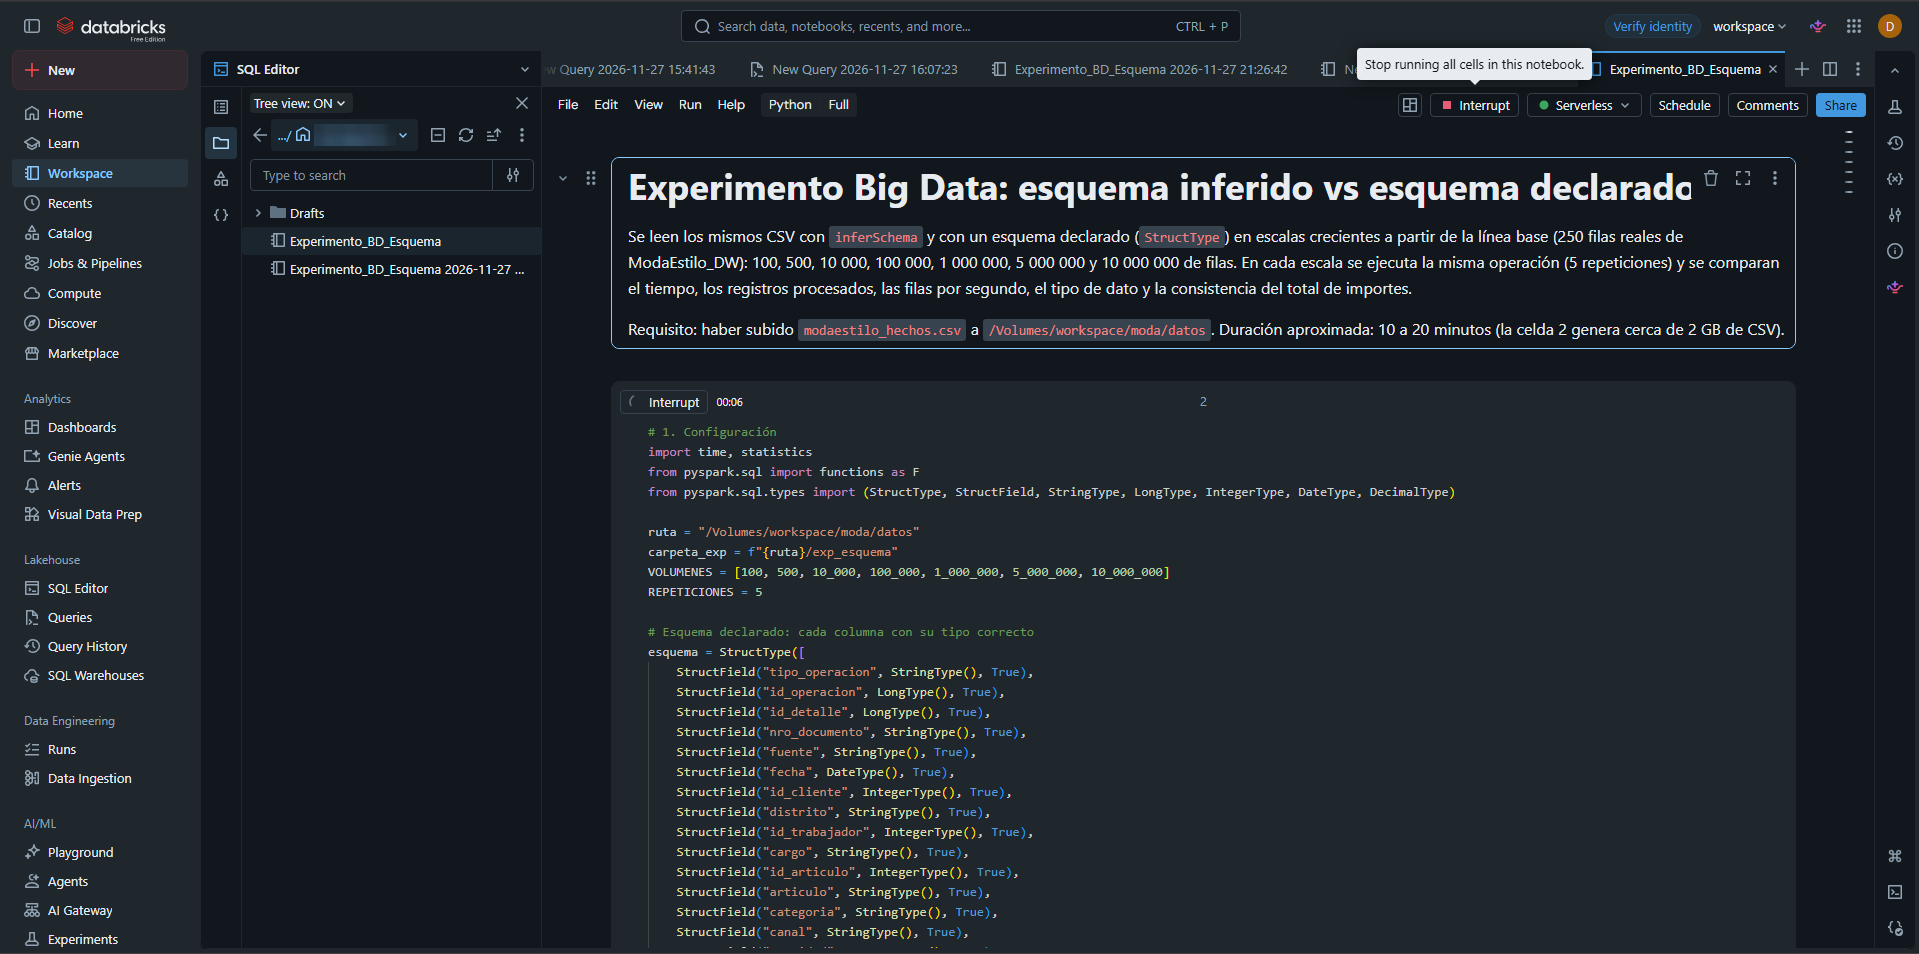 databricks
Free Edition
Search data, notebooks, recents, and more...
CTRL + P
Verify identity
workspace
D
New
Home
Learn
Workspace
Recents
Catalog
Jobs & Pipelines
Compute
Discover
Marketplace
Analytics
Dashboards
Genie Agents
Alerts
Visual Data Prep
Lakehouse
SQL Editor
Queries
Query History
SQL Warehouses
Data Engineering
Runs
Data Ingestion
AI/ML
Playground
Agents
AI Gateway
Experiments
SQL Editor
Tree view: ON
.../
Type to search
Drafts
Experimento_BD_Esquema
Experimento_BD_Esquema 2026-11-27 ...
Query 2026-11-27 15:41:43
New Query 2026-11-27 16:07:23
Experimento_BD_Esquema 2026-11-27 21:26:42
Stop running all cells in this notebook.
Experimento_BD_Esquema
File Edit View Run Help Python Full
Interrupt
Serverless
Schedule
Comments
Share
Experimento Big Data: esquema inferido vs esquema declarado
Se leen los mismos CSV con inferSchema y con un esquema declarado (StructType) en escalas crecientes a partir de la línea base (250 filas reales de
ModaEstilo_DW): 100, 500, 10 000, 100 000, 1 000 000, 5 000 000 y 10 000 000 de filas. En cada escala se ejecuta la misma operación (5 repeticiones) y se comparan
el tiempo, los registros procesados, las filas por segundo, el tipo de dato y la consistencia del total de importes.
Requisito: haber subido modaestilo_hechos.csv a /Volumes/workspace/moda/datos. Duración aproximada: 10 a 20 minutos (la celda 2 genera cerca de 2 GB de CSV).
Interrupt 00:06 2
# 1. Configuración
import time, statistics
from pyspark.sql import functions as F
from pyspark.sql.types import (StructType, StructField, StringType, LongType, IntegerType, DateType, DecimalType)
ruta = "/Volumes/workspace/moda/datos"
carpeta_exp = f"{ruta}/exp_esquema"
VOLUMENES = [100, 500, 10_000, 100_000, 1_000_000, 5_000_000, 10_000_000]
REPETICIONES = 5
# Esquema declarado: cada columna con su tipo correcto
esquema = StructType([
StructField("tipo_operacion", StringType(), True),
StructField("id_operacion", LongType(), True),
StructField("id_detalle", LongType(), True),
StructField("nro_documento", StringType(), True),
StructField("fuente", StringType(), True),
StructField("fecha", DateType(), True),
StructField("id_cliente", IntegerType(), True),
StructField("distrito", StringType(), True),
StructField("id_trabajador", IntegerType(), True),
StructField("cargo", StringType(), True),
StructField("id_articulo", IntegerType(), True),
StructField("articulo", StringType(), True),
StructField("categoria", StringType(), True),
StructField("canal", StringType(), True),